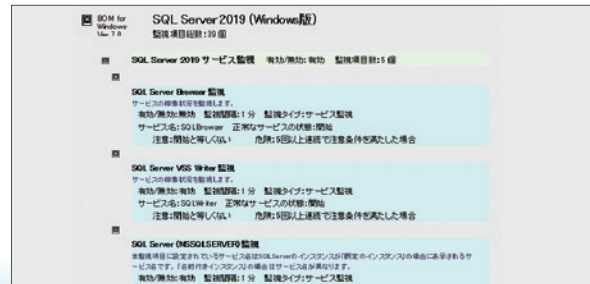 BOM for
Windows
Ver 7.0
SQL Server 2019 (Windows版)
監視項目総数:39 個
SQL Server 2019 サービス監視 有効/無効:有効 監視項目数:5 個
SQL Server Browser 監視
サービスの稼働状況を監視します。
有効/無効:無効 監視間隔:1 分 監視タイプ:サービス監視
サービス名:SQLBrowser 正常なサービスの状態:開始
注意:開始と等しくない 危険:5回以上連続で注意条件を満たした場合
SQL Server VSS Writer 監視
サービスの稼働状況を監視します。
有効/無効:有効 監視間隔:1 分 監視タイプ:サービス監視
サービス名:SQLWriter 正常なサービスの状態:開始
注意:開始と等しくない 危険:5回以上連続で注意条件を満たした場合
SQL Server (MSSQLSERVER) 監視
本監視項目に設定されているサービス名はSQLServerのインスタンスが「既定のインスタンス」の場合に表示されるサ
ービス名です。「名前付きインスタンス」の場合はサービス名が異なります。
有効/無効:有効 監視間隔:1 分 監視タイプ:サービス監視